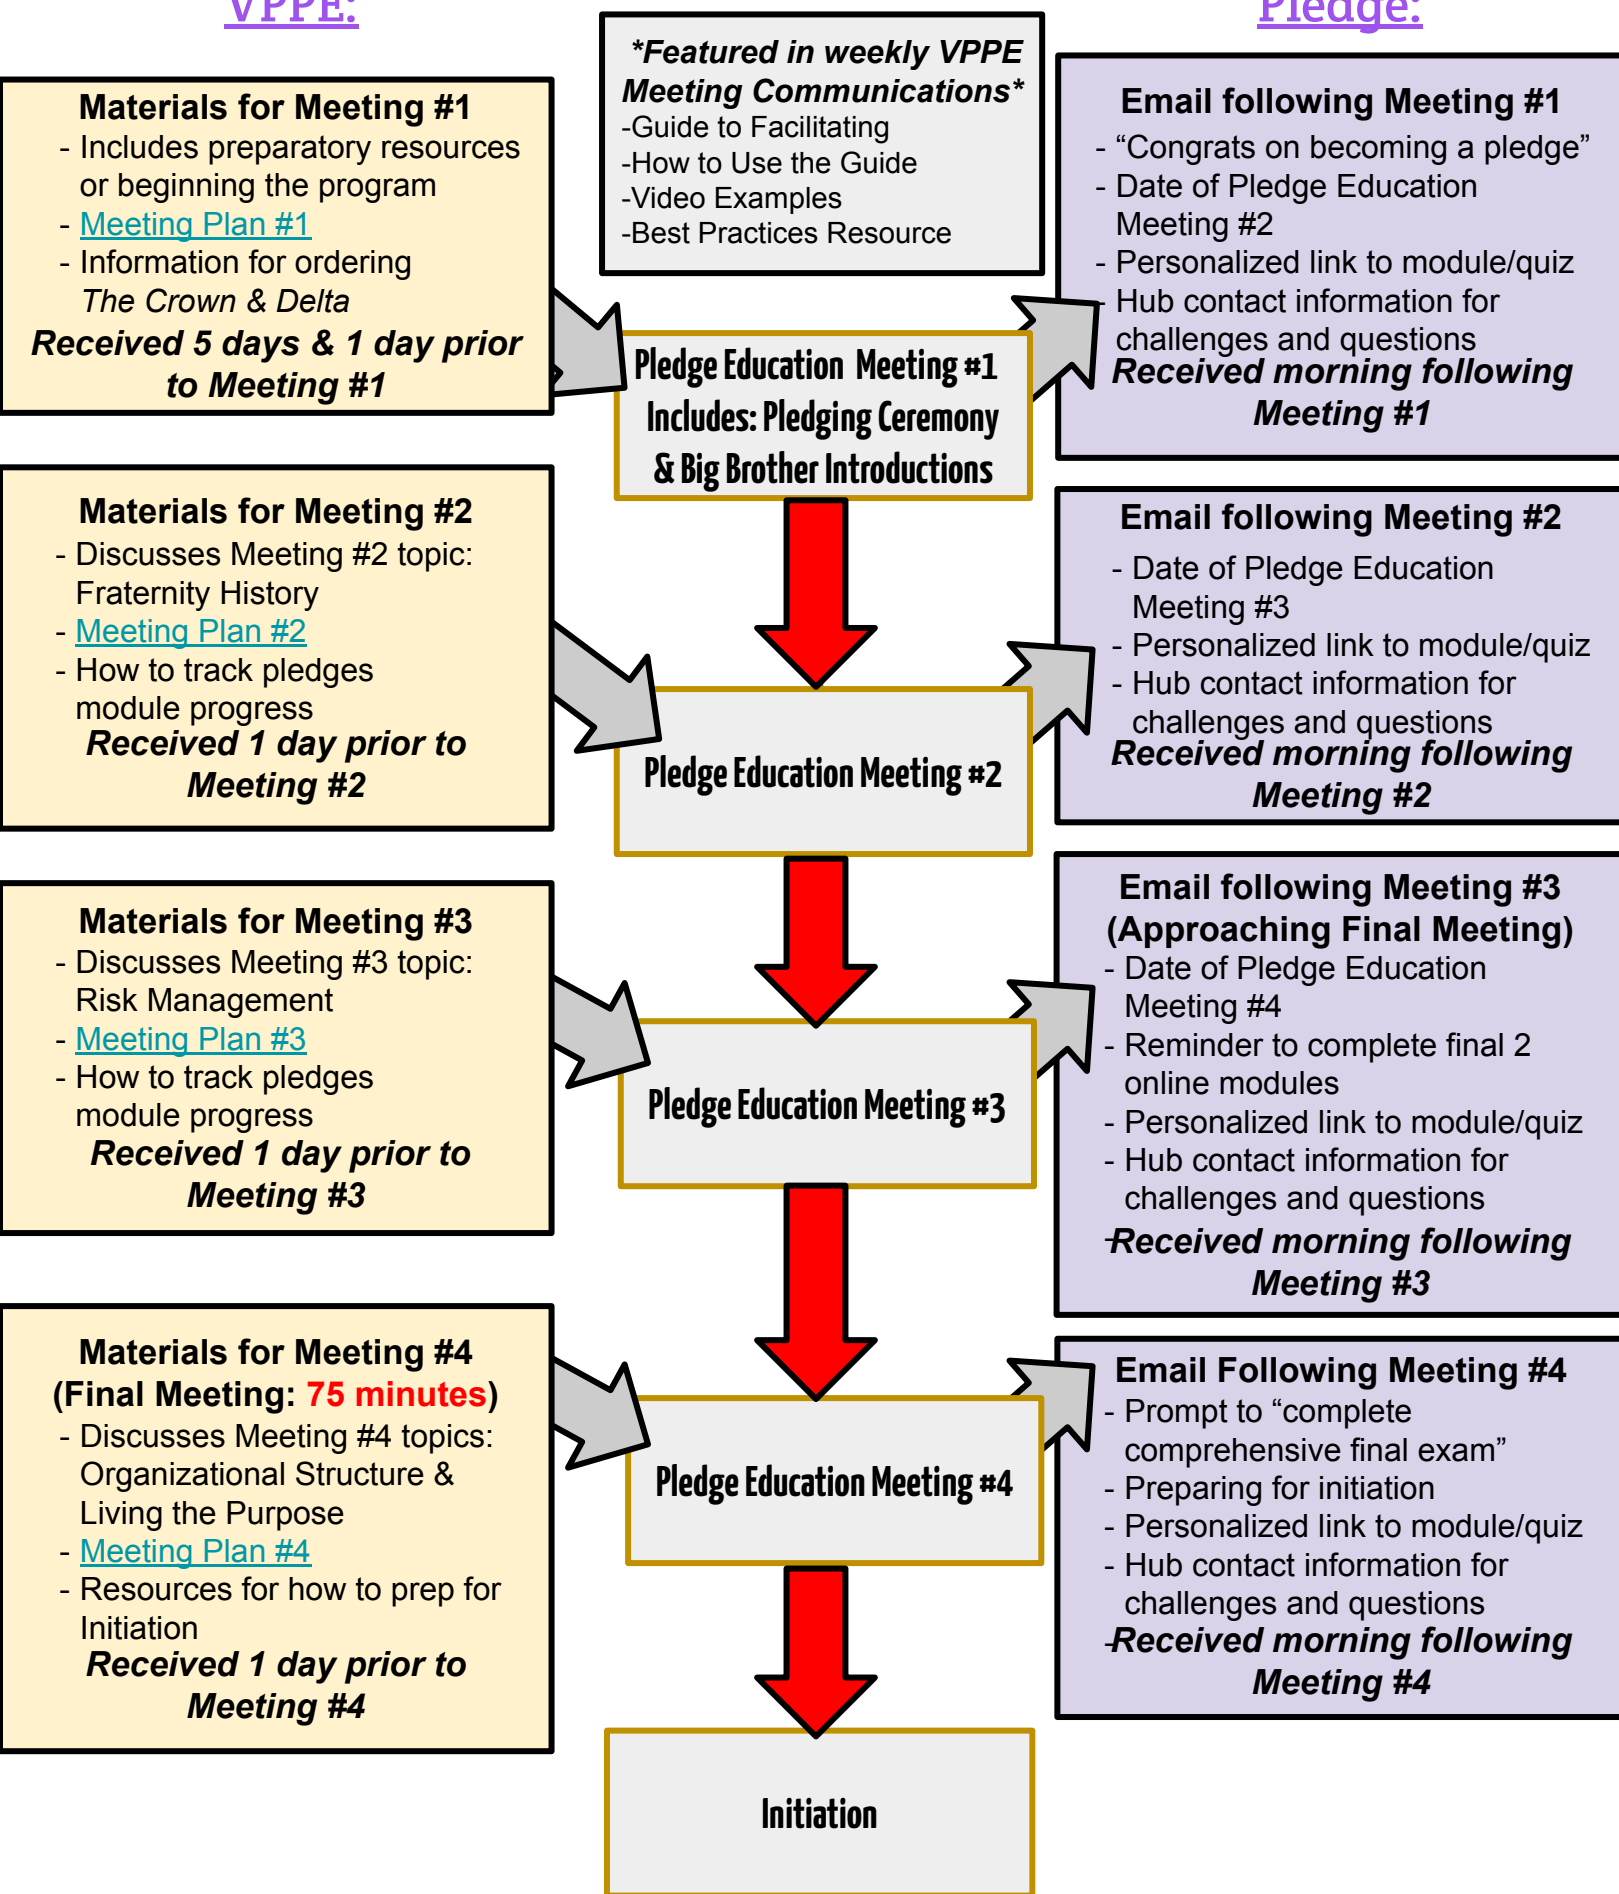 VPPE:
Pledge:
*Featured in weekly VPPE
Meeting Communications*
-Guide to Facilitating
-How to Use the Guide
-Video Examples
-Best Practices Resource
Materials for Meeting #1
- Includes preparatory resources
or beginning the program
- Meeting Plan #1
- Information for ordering
The Crown & Delta
Received 5 days & 1 day prior
to Meeting #1
Pledge Education Meeting #1
Includes: Pledging Ceremony
& Big Brother Introductions
Email following Meeting #1
- “Congrats on becoming a pledge”
- Date of Pledge Education
Meeting #2
- Personalized link to module/quiz
- Hub contact information for
challenges and questions
Received morning following
Meeting #1
Materials for Meeting #2
- Discusses Meeting #2 topic:
Fraternity History
- Meeting Plan #2
- How to track pledges
module progress
Received 1 day prior to
Meeting #2
Pledge Education Meeting #2
Email following Meeting #2
- Date of Pledge Education
Meeting #3
- Personalized link to module/quiz
- Hub contact information for
challenges and questions
Received morning following
Meeting #2
Materials for Meeting #3
- Discusses Meeting #3 topic:
Risk Management
- Meeting Plan #3
- How to track pledges
module progress
Received 1 day prior to
Meeting #3
Pledge Education Meeting #3
Email following Meeting #3
(Approaching Final Meeting)
- Date of Pledge Education
Meeting #4
- Reminder to complete final 2
online modules
- Personalized link to module/quiz
- Hub contact information for
challenges and questions
-Received morning following
Meeting #3
Materials for Meeting #4
(Final Meeting: 75 minutes)
- Discusses Meeting #4 topics:
Organizational Structure &
Living the Purpose
- Meeting Plan #4
- Resources for how to prep for
Initiation
Received 1 day prior to
Meeting #4
Pledge Education Meeting #4
Email Following Meeting #4
- Prompt to “complete
comprehensive final exam”
- Preparing for initiation
- Personalized link to module/quiz
- Hub contact information for
challenges and questions
-Received morning following
Meeting #4
Initiation